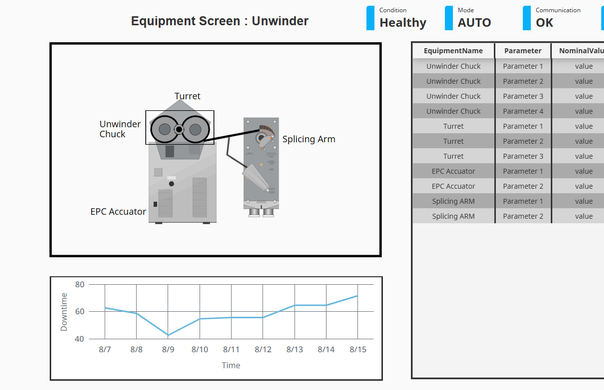 Equipment Screen : Unwinder
Condition
Healthy
Mode
AUTO
Communication
OK
Turret
Unwinder
Chuck
Splicing Arm
EPC Accuator
EquipmentName Parameter NominalValu
Unwinder Chuck Parameter 1 value
Unwinder Chuck Parameter 2 value
Unwinder Chuck Parameter 3 value
Unwinder Chuck Parameter 4 value
Turret Parameter 1 value
Turret Parameter 2 value
Turret Parameter 3 value
EPC Accuator Parameter 1 value
EPC Accuator Parameter 2 value
Splicing ARM Parameter 1 value
Splicing ARM Parameter 2 value
Downtime
80
60
40
8/7 8/8 8/9 8/10 8/11 8/12 8/13 8/14 8/15
Time